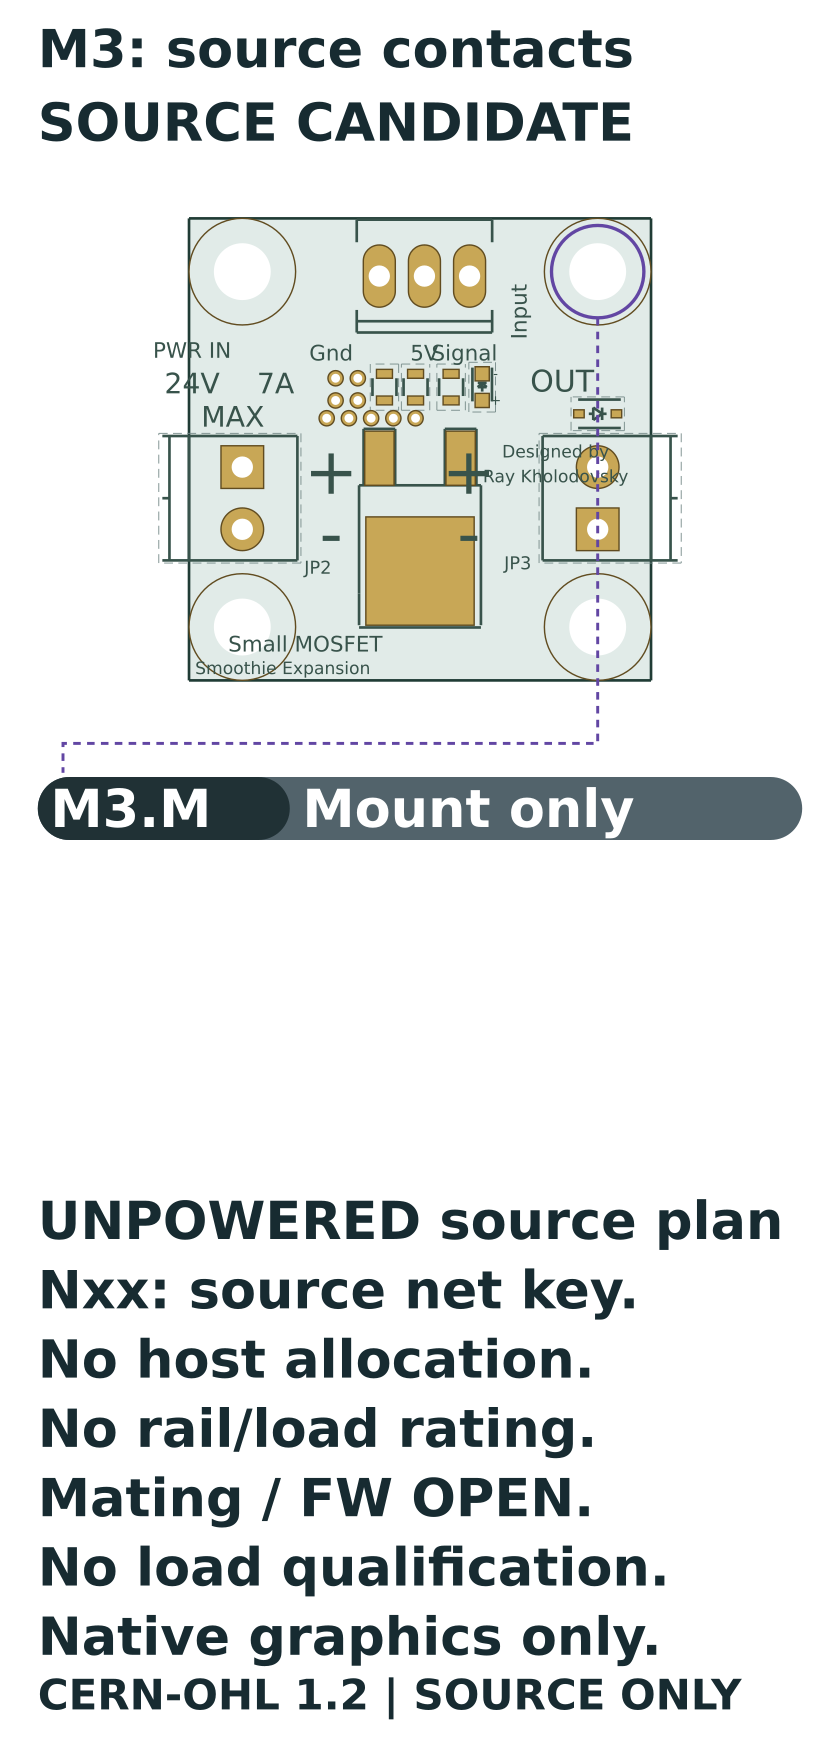 M3: source contacts
SOURCE CANDIDATE
Input
PWR IN
Gnd
5V
Signal
24V 7A
MAX
OUT
-
+
Designed by
Ray Kholodovsky
+
+
-
-
JP2
JP3
Small MOSFET
Smoothie Expansion
M3.M Mount only
UNPOWERED source plan
Nxx: source net key.
No host allocation.
No rail/load rating.
Mating / FW OPEN.
No load qualification.
Native graphics only.
CERN-OHL 1.2 | SOURCE ONLY